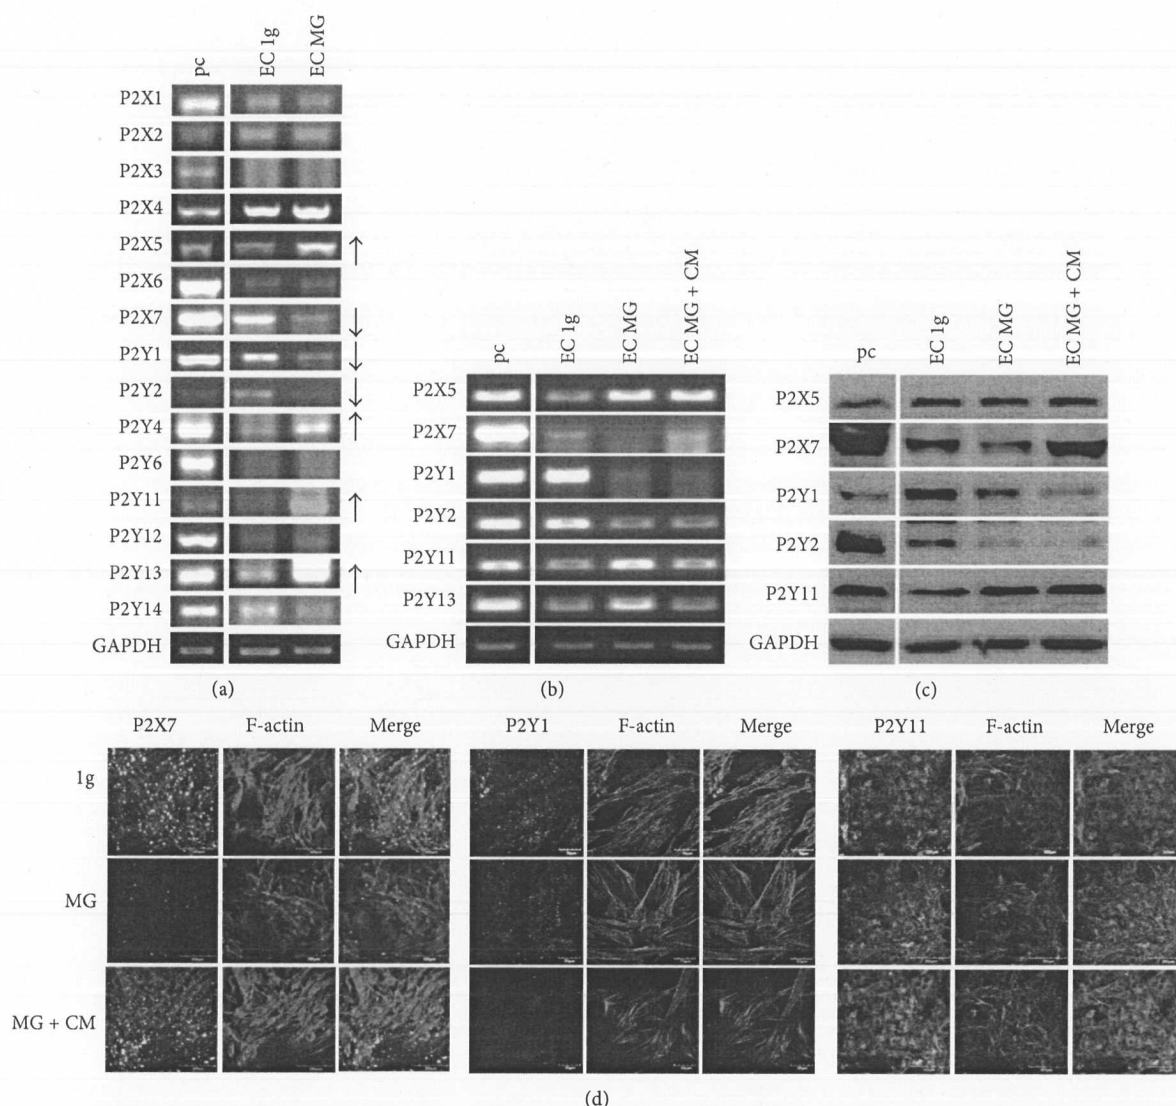 pc
EC 1g
EC MG
P2X1
P2X2
P2X3
P2X4
P2X5 ↑
P2X6
P2X7 ↓
P2Y1 ↓
P2Y2 ↓
P2Y4 ↑
P2Y6
P2Y11 ↑
P2Y12
P2Y13 ↑
P2Y14
GAPDH
(a)
pc
EC 1g
EC MG
EC MG + CM
P2X5
P2X7
P2Y1
P2Y2
P2Y11
P2Y13
GAPDH
(b)
pc
EC 1g
EC MG
EC MG + CM
P2X5
P2X7
P2Y1
P2Y2
P2Y11
GAPDH
(c)
P2X7 F-actin Merge P2Y1 F-actin Merge P2Y11 F-actin Merge
1g
MG
MG + CM
(d)